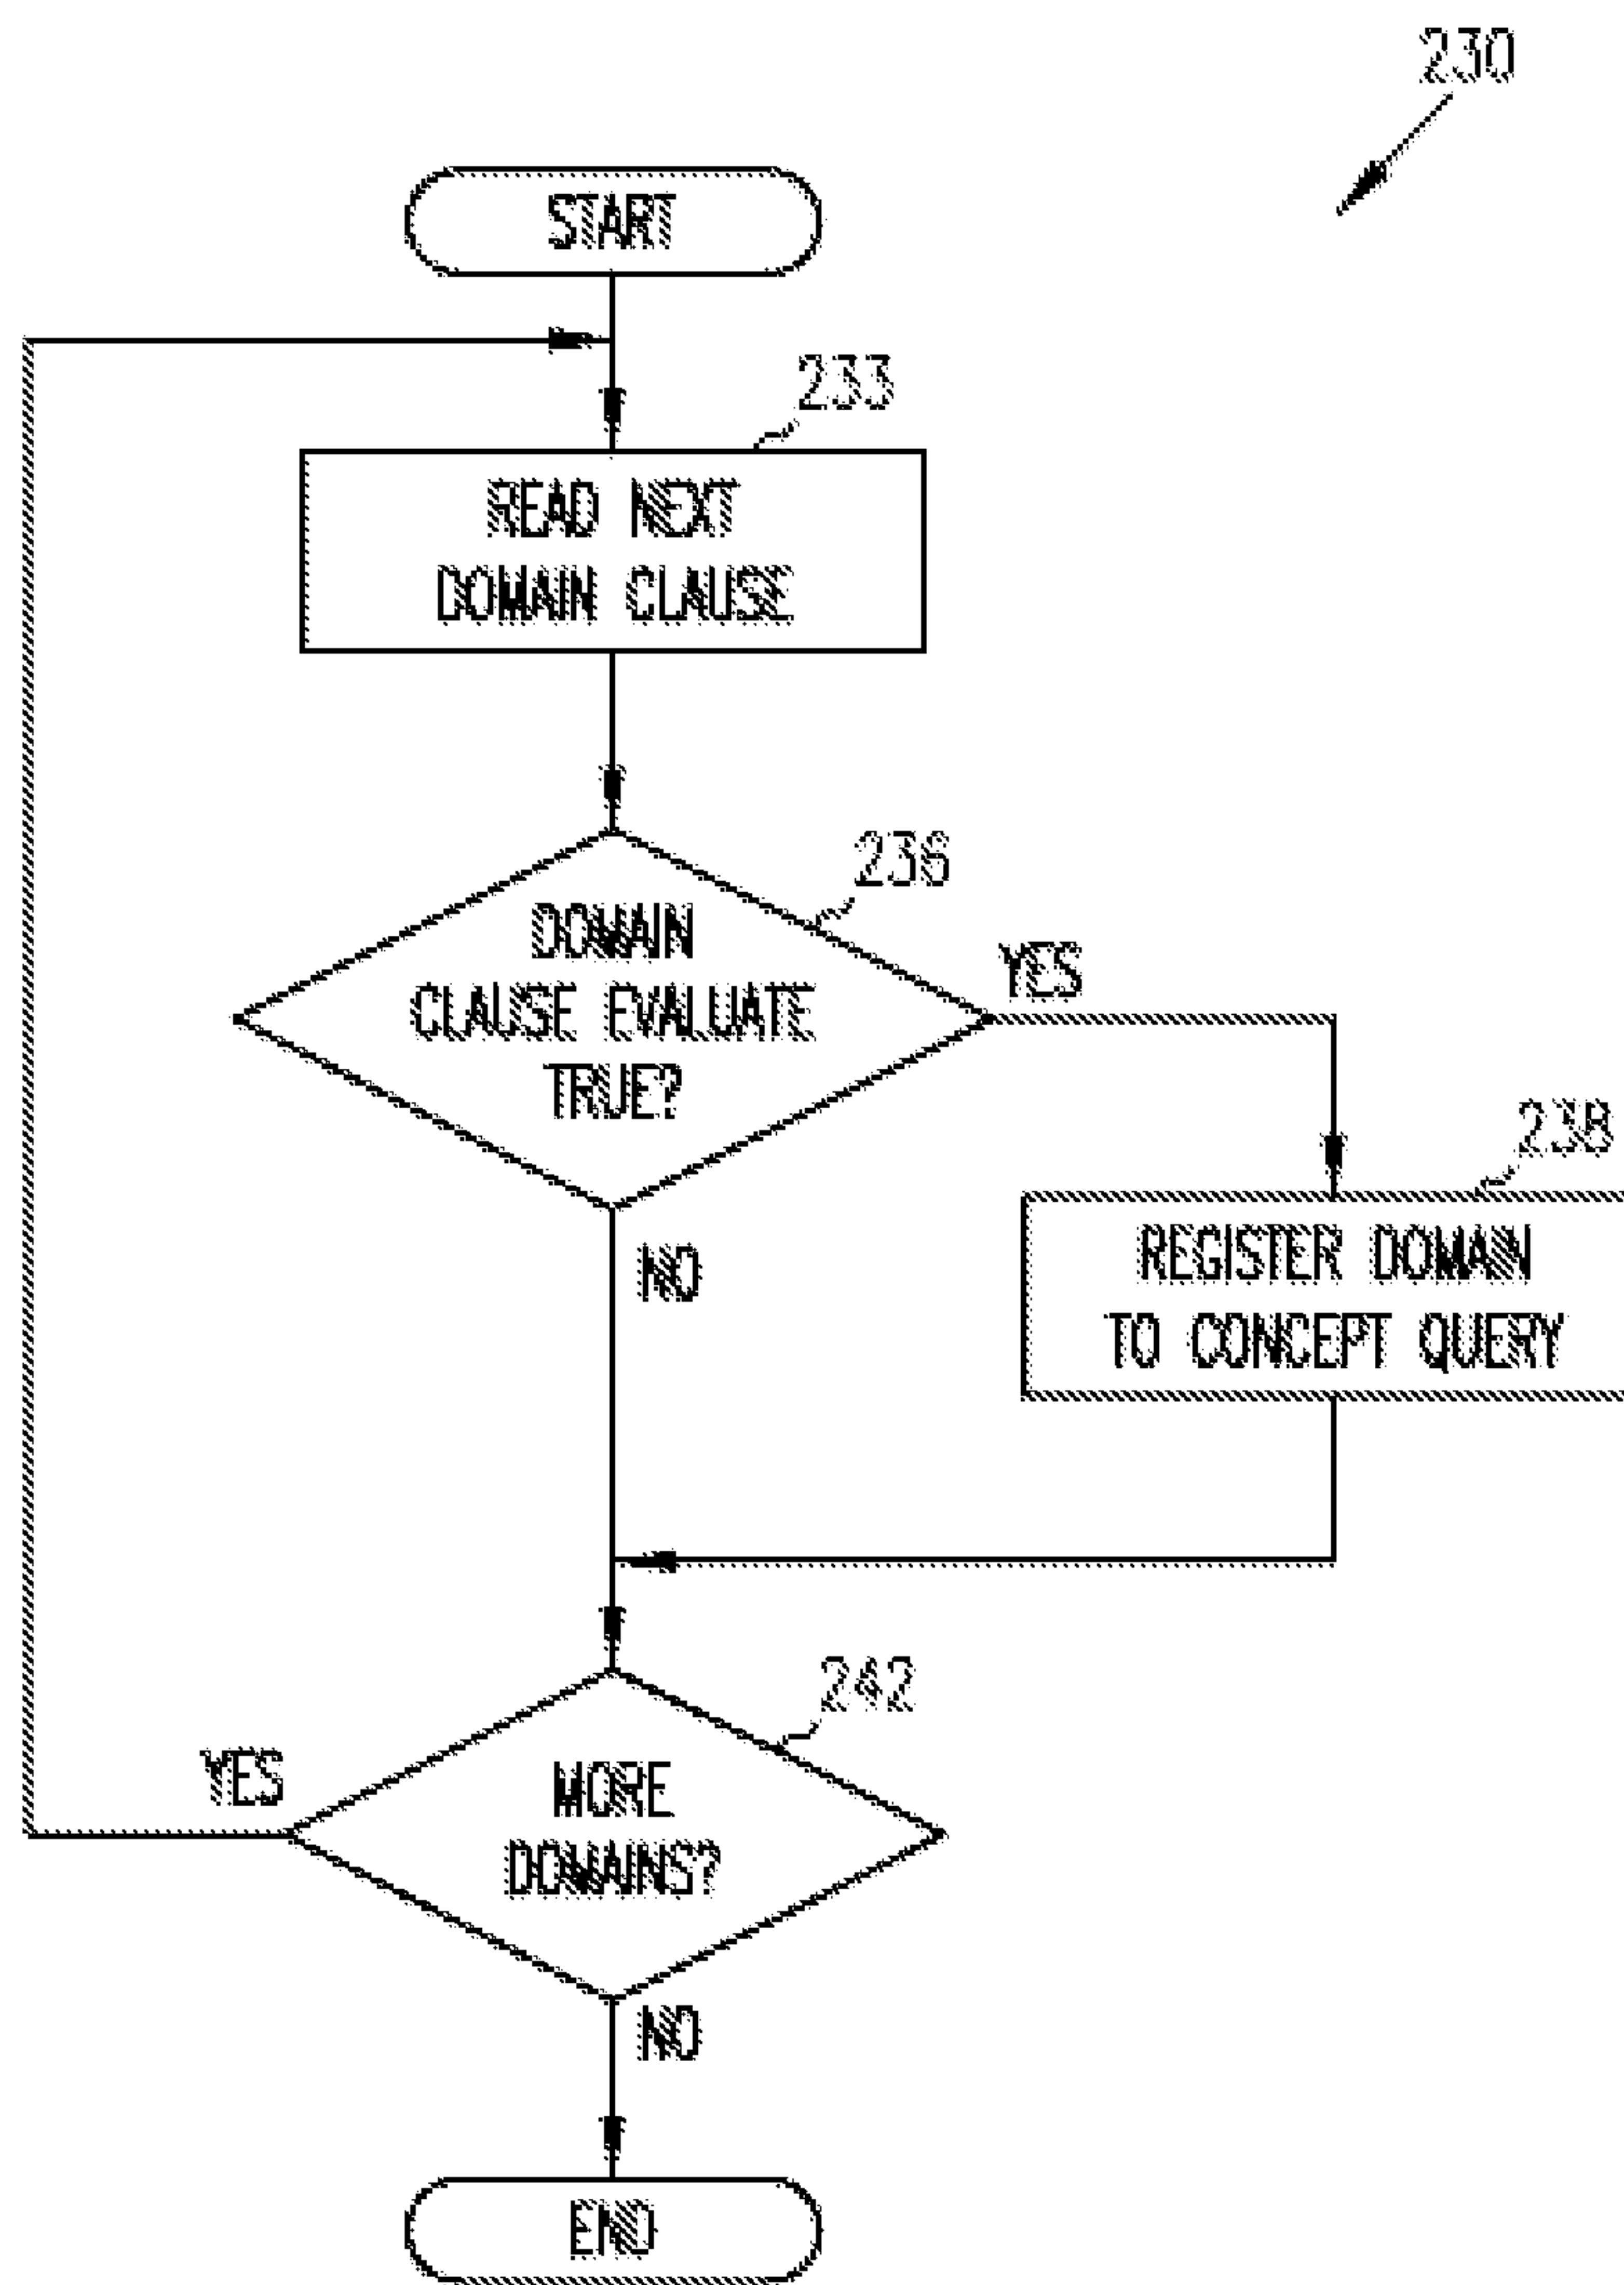 230
START
233
READ NEXT
DOMAIN CLAUSE
236
DOMAIN
CLAUSE EVALUATE
TRUE?
YES
NO
238
REGISTER DOMAIN
TO CONCEPT QUERY
242
YES
MORE
DOMAINS?
NO
END